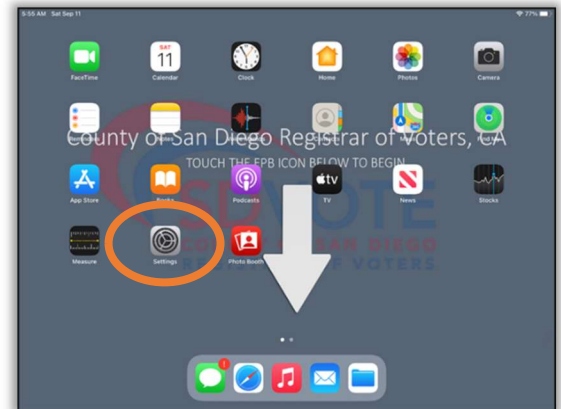 5:55 AM Sat Sep 11
77%
SAT
11
FaceTime
Calendar
Clock
Home
Photos
Camera
County of San Diego Registrar of Voters, CA
TOUCH THE EPB ICON BELOW TO BEGIN
tv
App Store
Books
Podcasts
TV
News
Stocks
SDVOTE
COUNTY OF SAN DIEGO
REGISTRAR OF VOTERS
Measure
Settings
Photo Booth
1